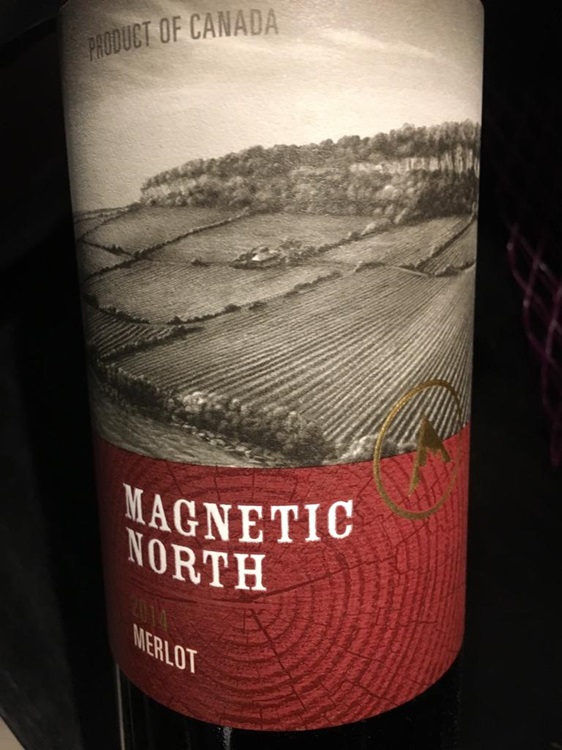 PRODUCT OF CANADA
MAGNETIC
NORTH
2014
MERLOT